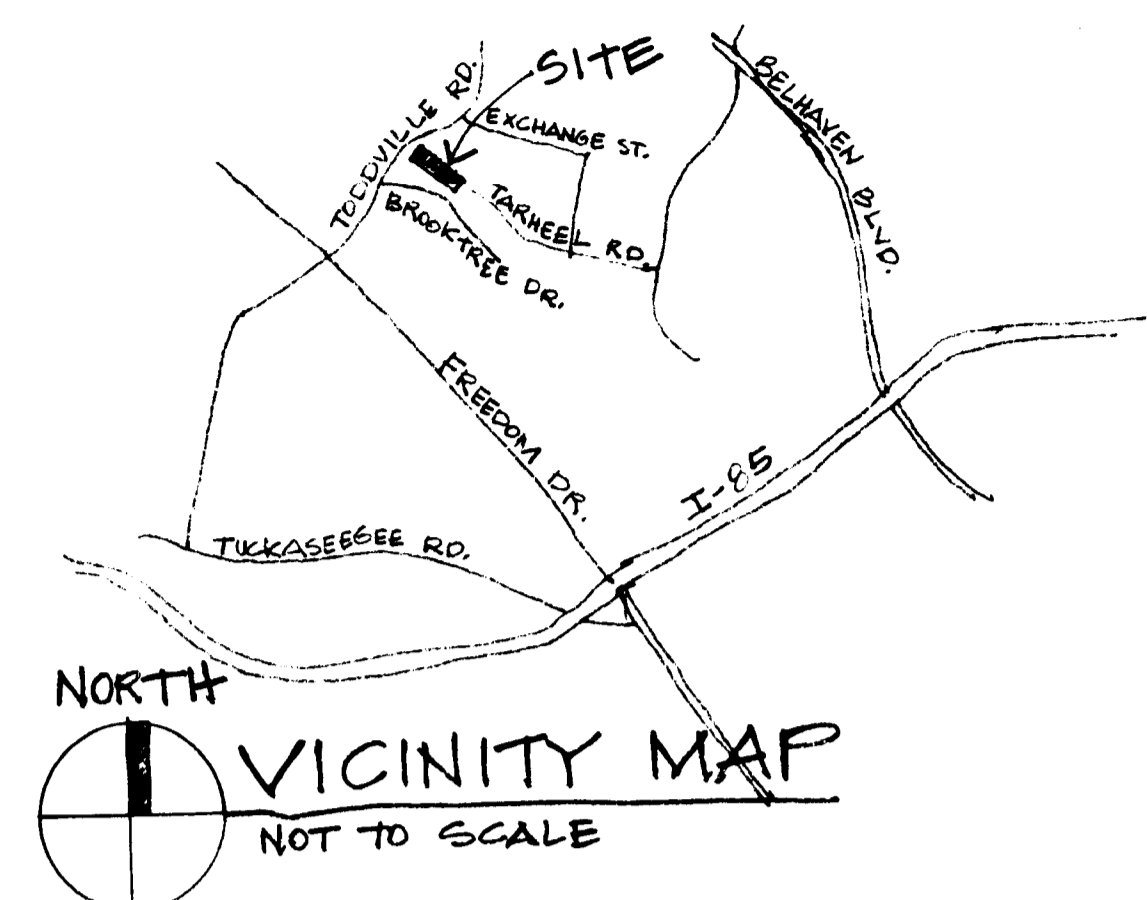 SITE
TODDVILLE RD.
EXCHANGE ST.
BELHAVEN BLVD.
TARHEEL RD.
BROOKTREE DR.
FREEDOM DR.
I-85
TUCKASEEGEE RD.
NORTH
VICINITY MAP
NOT TO SCALE